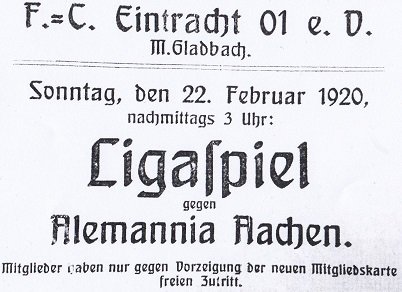 F.=C. Eintracht 01 e. V.
M.Gladbach.
Sonntag, den 22. Februar 1920,
nachmittags 3 Uhr:
Ligaſpiel
gegen
Alemannia Aachen.
Mitglieder haben nur gegen Vorzeigung der neuen Mitgliedskarte
freien Zutritt.